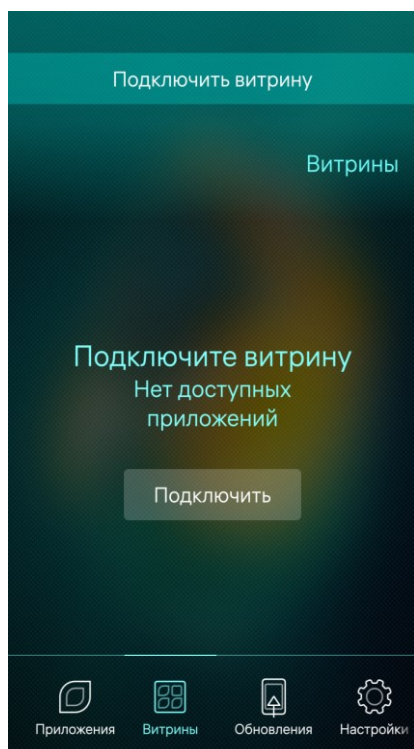 Подключить витрину
Витрины
Подключите витрину
Нет доступных
приложений
Подключить
Приложения
Витрины
Обновления
Настройки